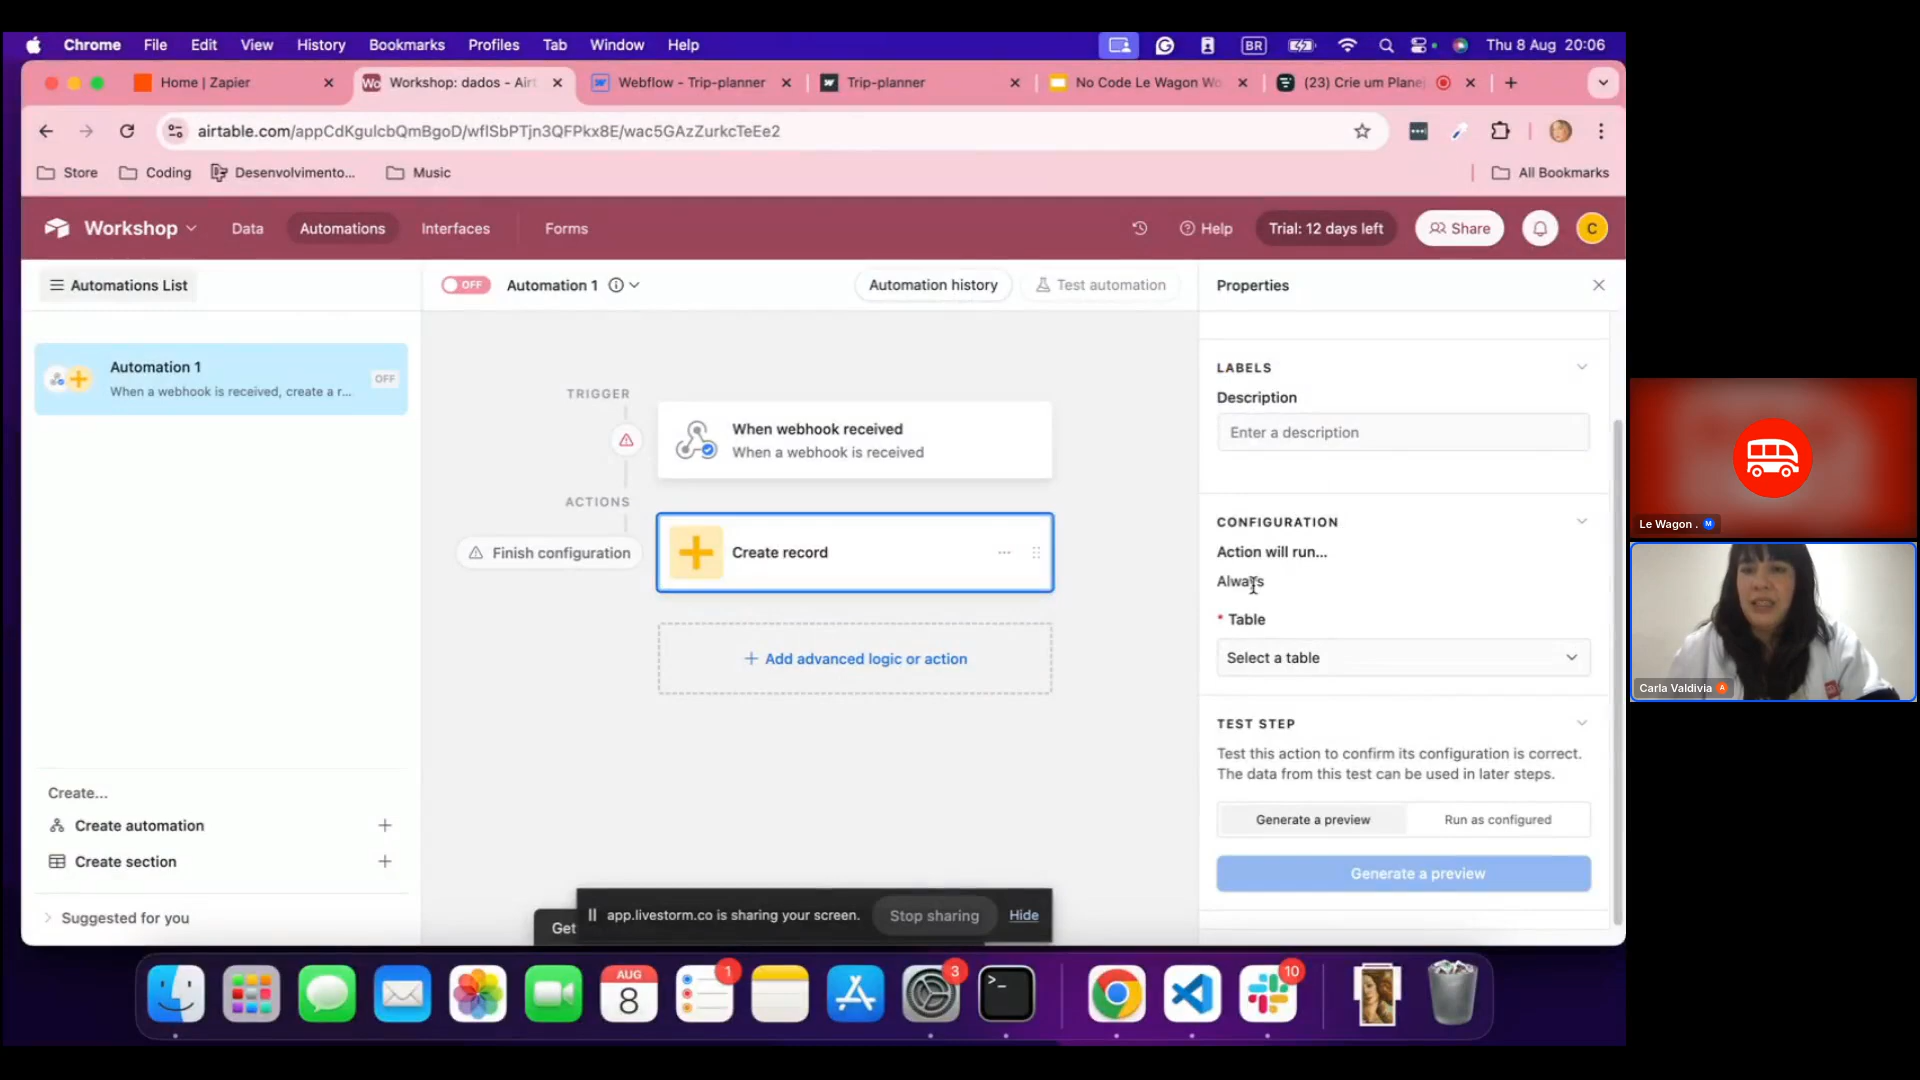 Chrome File Edit View History Bookmarks Profiles Tab Window Help BR Thu 8 Aug 20:06
Home | Zapier
Workshop: dados - Airt
Webflow - Trip-planner
Trip-planner
No Code Le Wagon Wo
(23) Crie um Plane
airtable.com/appCdKgulcbQmBgoD/wflSbPTjn3QFPkx8E/wac5GAzZurkcTeEe2
Store Coding Desenvolvimento... Music All Bookmarks
Workshop Data Automations Interfaces Forms Help Trial: 12 days left Share C
Automations List
OFF Automation 1 Automation history Test automation
Properties
Automation 1
When a webhook is received, create a r...
OFF
Create...
Create automation
Create section
Suggested for you
TRIGGER
When webhook received
When a webhook is received
ACTIONS
Finish configuration
Create record
Add advanced logic or action
LABELS
Description
Enter a description
CONFIGURATION
Action will run...
Always
* Table
Select a table
TEST STEP
Test this action to confirm its configuration is correct.
The data from this test can be used in later steps.
Generate a preview Run as configured
Generate a preview
Get
app.livestorm.co is sharing your screen. Stop sharing Hide
AUG
8
1
3
10
>_
Le Wagon . M
Carla Valdivia A